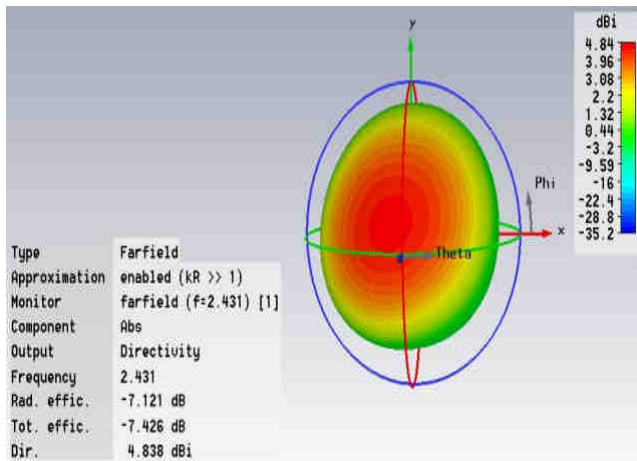 y
dBi
4.84
3.96
3.08
2.2
1.32
0.44
-3.2
-9.59
-16
-22.4
-28.8
-35.2
Phi
x
Theta
Type Farfield
Approximation enabled (kR >> 1)
Monitor farfield (f=2.431) [1]
Component Abs
Output Directivity
Frequency 2.431
Rad. effic. -7.121 dB
Tot. effic. -7.426 dB
Dir. 4.838 dBi